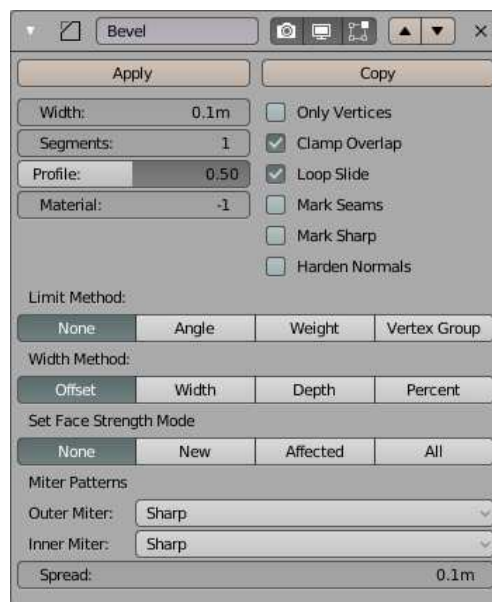 Bevel
Apply Copy
Width: 0.1m Only Vertices
Segments: 1 Clamp Overlap
Profile: 0.50 Loop Slide
Material: -1 Mark Seams
Mark Sharp
Harden Normals
Limit Method:
None Angle Weight Vertex Group
Width Method:
Offset Width Depth Percent
Set Face Strength Mode
None New Affected All
Miter Patterns
Outer Miter: Sharp
Inner Miter: Sharp
Spread: 0.1m